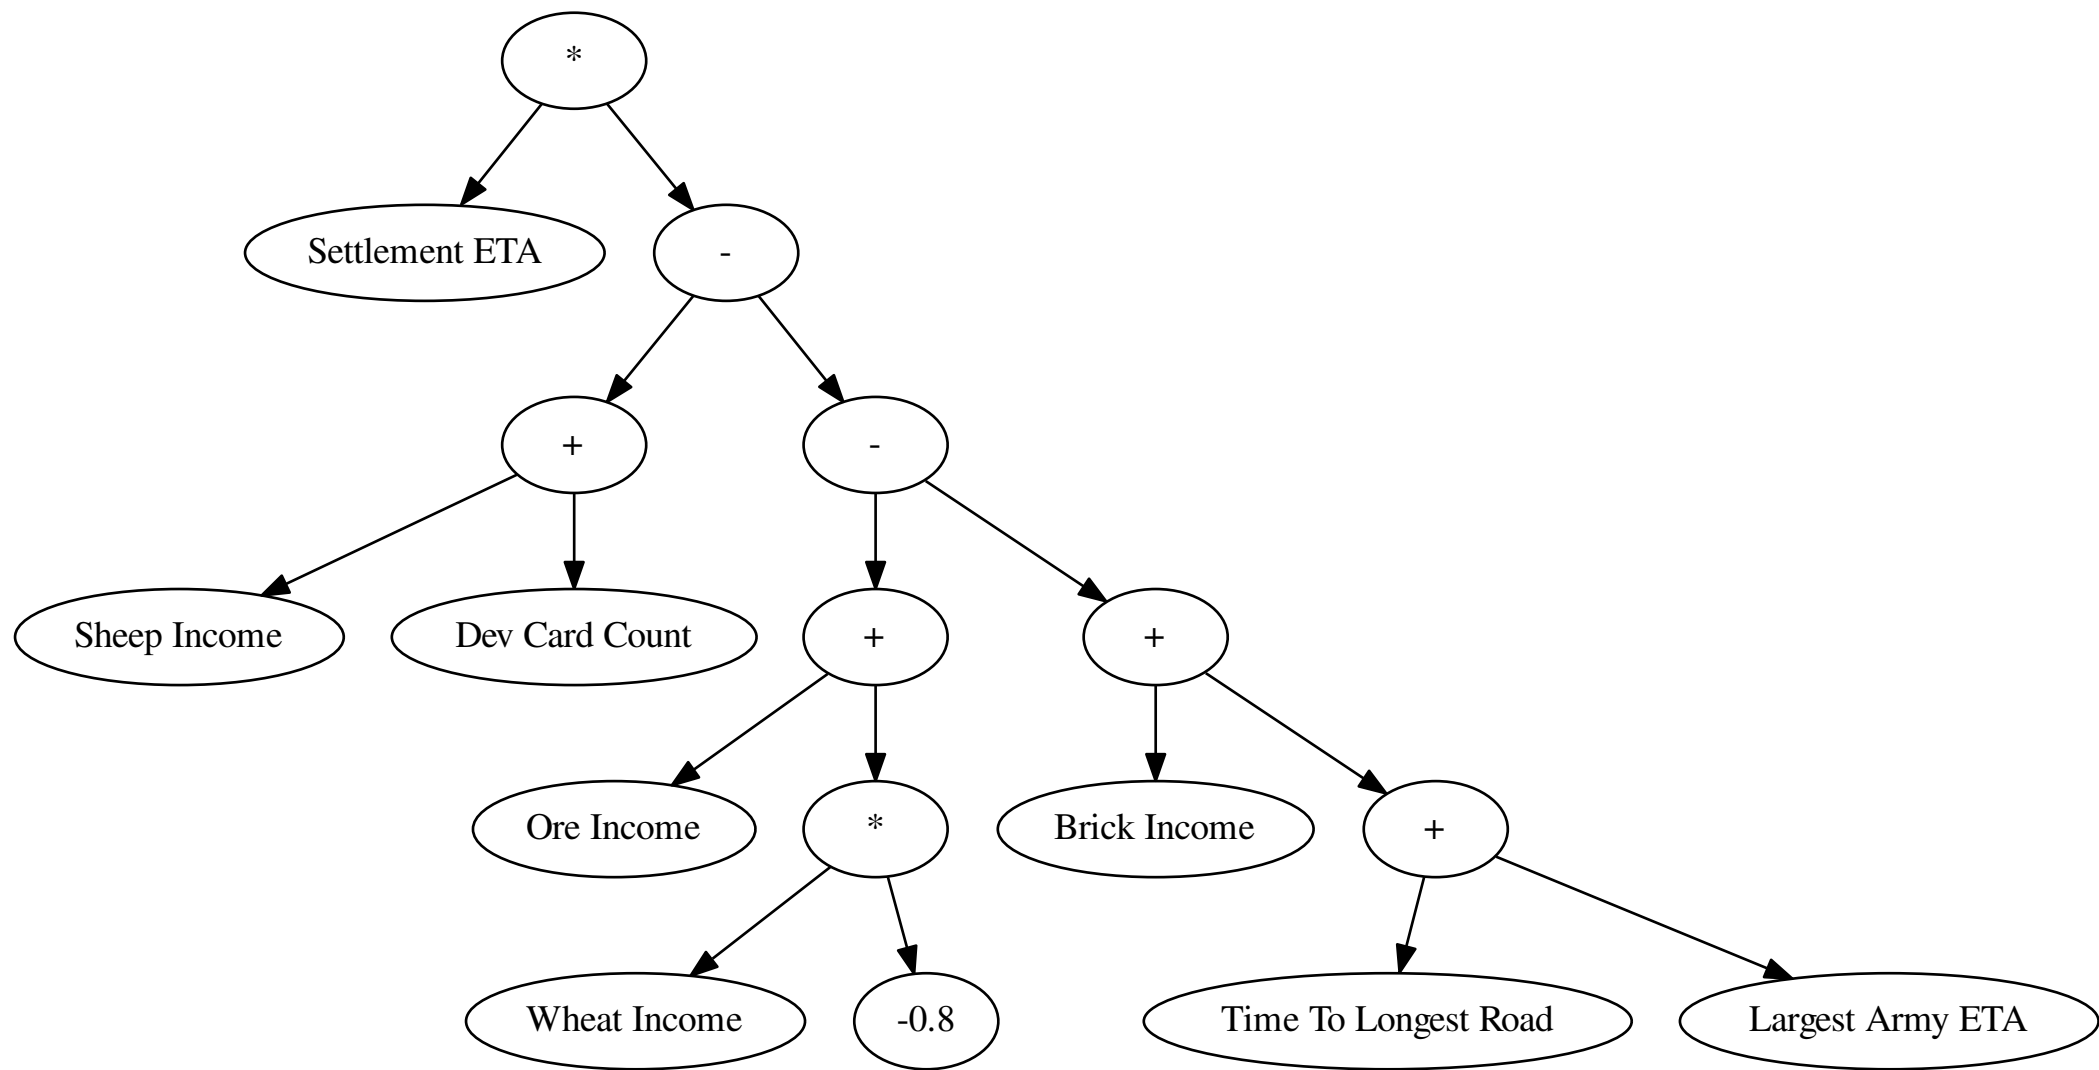 *
Settlement ETA
-
+
-
Sheep Income
Dev Card Count
+
+
Ore Income
*
Brick Income
+
Wheat Income
-0.8
Time To Longest Road
Largest Army ETA